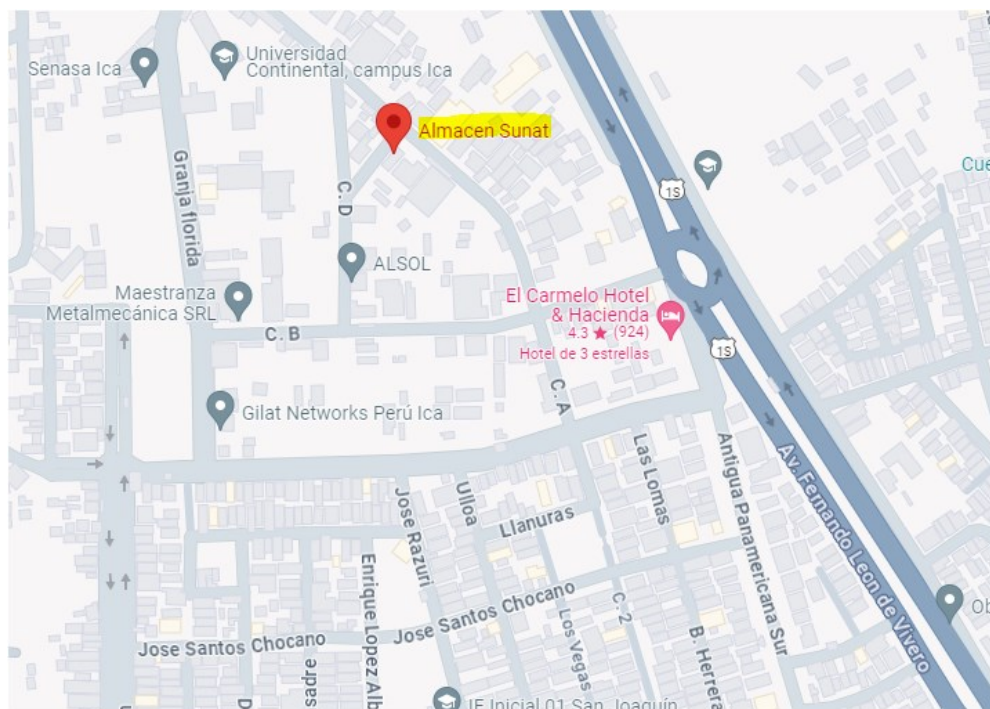 Senasa Ica
Universidad
Continental, campus Ica
Almacen Sunat
Granja florida
C. D
1S
Cue
ALSOL
Maestranza
Metalmecánica SRL
C. B
El Carmelo Hotel
& Hacienda
4.3 ★ (924)
Hotel de 3 estrellas
1S
C. A
Gilat Networks Perú Ica
Las Lomas
Antigua Panamericana Sur
Av. Fernando Leon de Vivero
Jose Razuri
Ulloa
Llanuras
Enrique Lopez Alb
Jose Santos Chocano
Jose Santos Chocano
Los Vegas
C. 2
B. Herrera
Ob
sadre
D
IE Inicial 01 San Joaquín